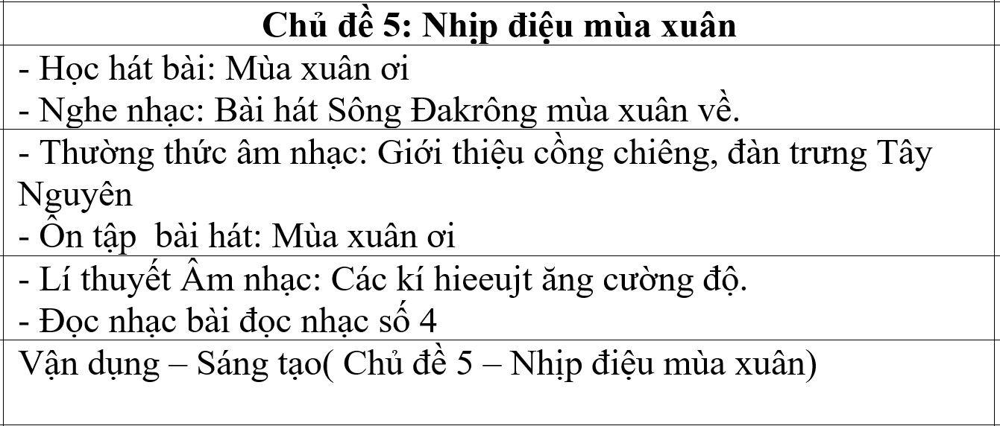 Chủ đề 5: Nhịp điệu mùa xuân
- Học hát bài: Mùa xuân ơi
- Nghe nhạc: Bài hát Sông Đakrông mùa xuân về.
- Thường thức âm nhạc: Giới thiệu cồng chiêng, đàn trưng Tây
Nguyên
- Ôn tập  bài hát: Mùa xuân ơi
- Lí thuyết Âm nhạc: Các kí hieeujt ăng cường độ.
- Đọc nhạc bài đọc nhạc số 4
Vận dụng – Sáng tạo( Chủ đề 5 – Nhịp điệu mùa xuân)